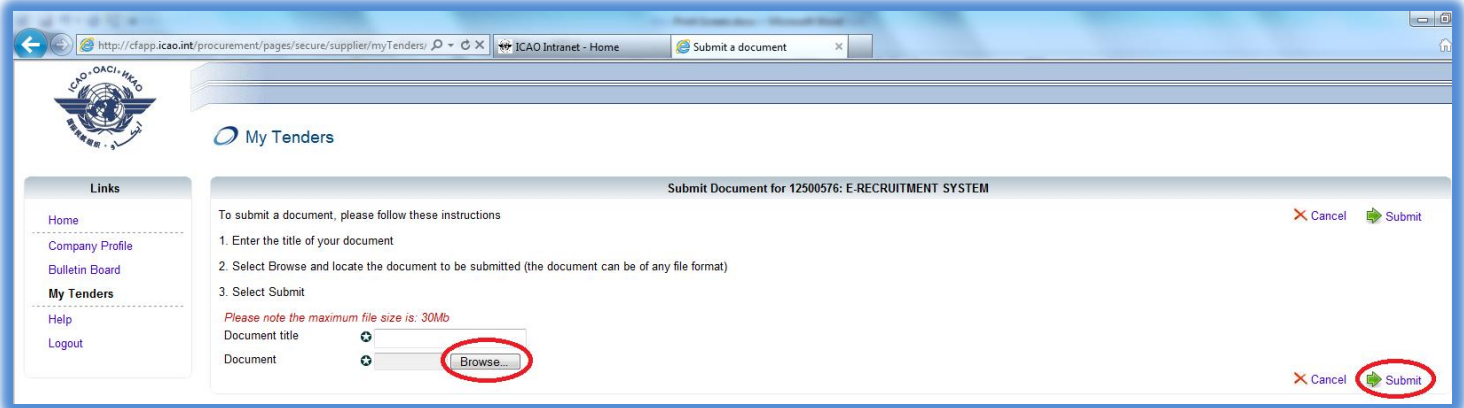 http://cfapp.icao.int/procurement/pages/secure/supplier/myTenders/
ICAO Intranet - Home
Submit a document
ICAO · OACI · ИКАО
My Tenders
Links
Home
Company Profile
Bulletin Board
My Tenders
Help
Logout
Submit Document for 12500576: E-RECRUITMENT SYSTEM
To submit a document, please follow these instructions
Cancel Submit
1. Enter the title of your document
2. Select Browse and locate the document to be submitted (the document can be of any file format)
3. Select Submit
Please note the maximum file size is: 30Mb
Document title
Document Browse...
Cancel Submit